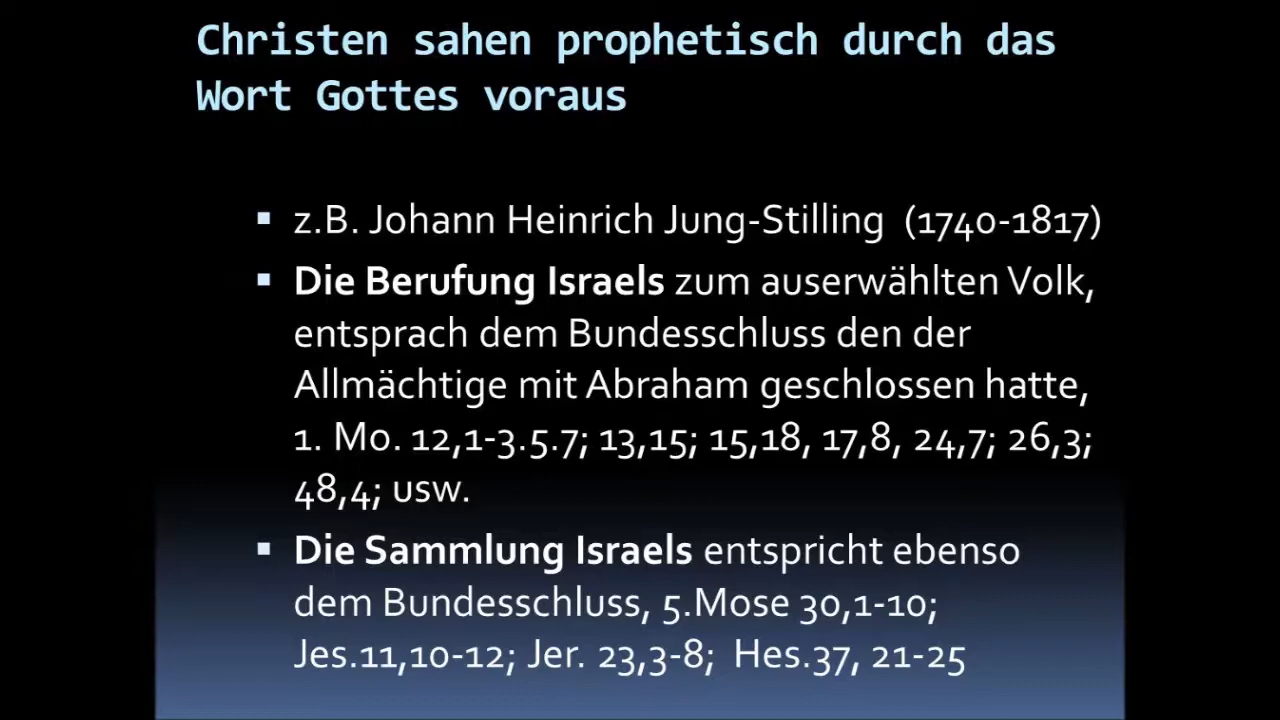 Christen sahen prophetisch durch das
Wort Gottes voraus
z.B. Johann Heinrich Jung-Stilling (1740-1817)
Die Berufung Israels zum auserwählten Volk,
entsprach dem Bundesschluss den der
Allmächtige mit Abraham geschlossen hatte,
1. Mo. 12,1-3.5.7; 13,15; 15,18, 17,8, 24,7; 26,3;
48,4; usw.
Die Sammlung Israels entspricht ebenso
dem Bundesschluss, 5.Mose 30,1-10;
Jes.11,10-12; Jer. 23,3-8; Hes.37, 21-25